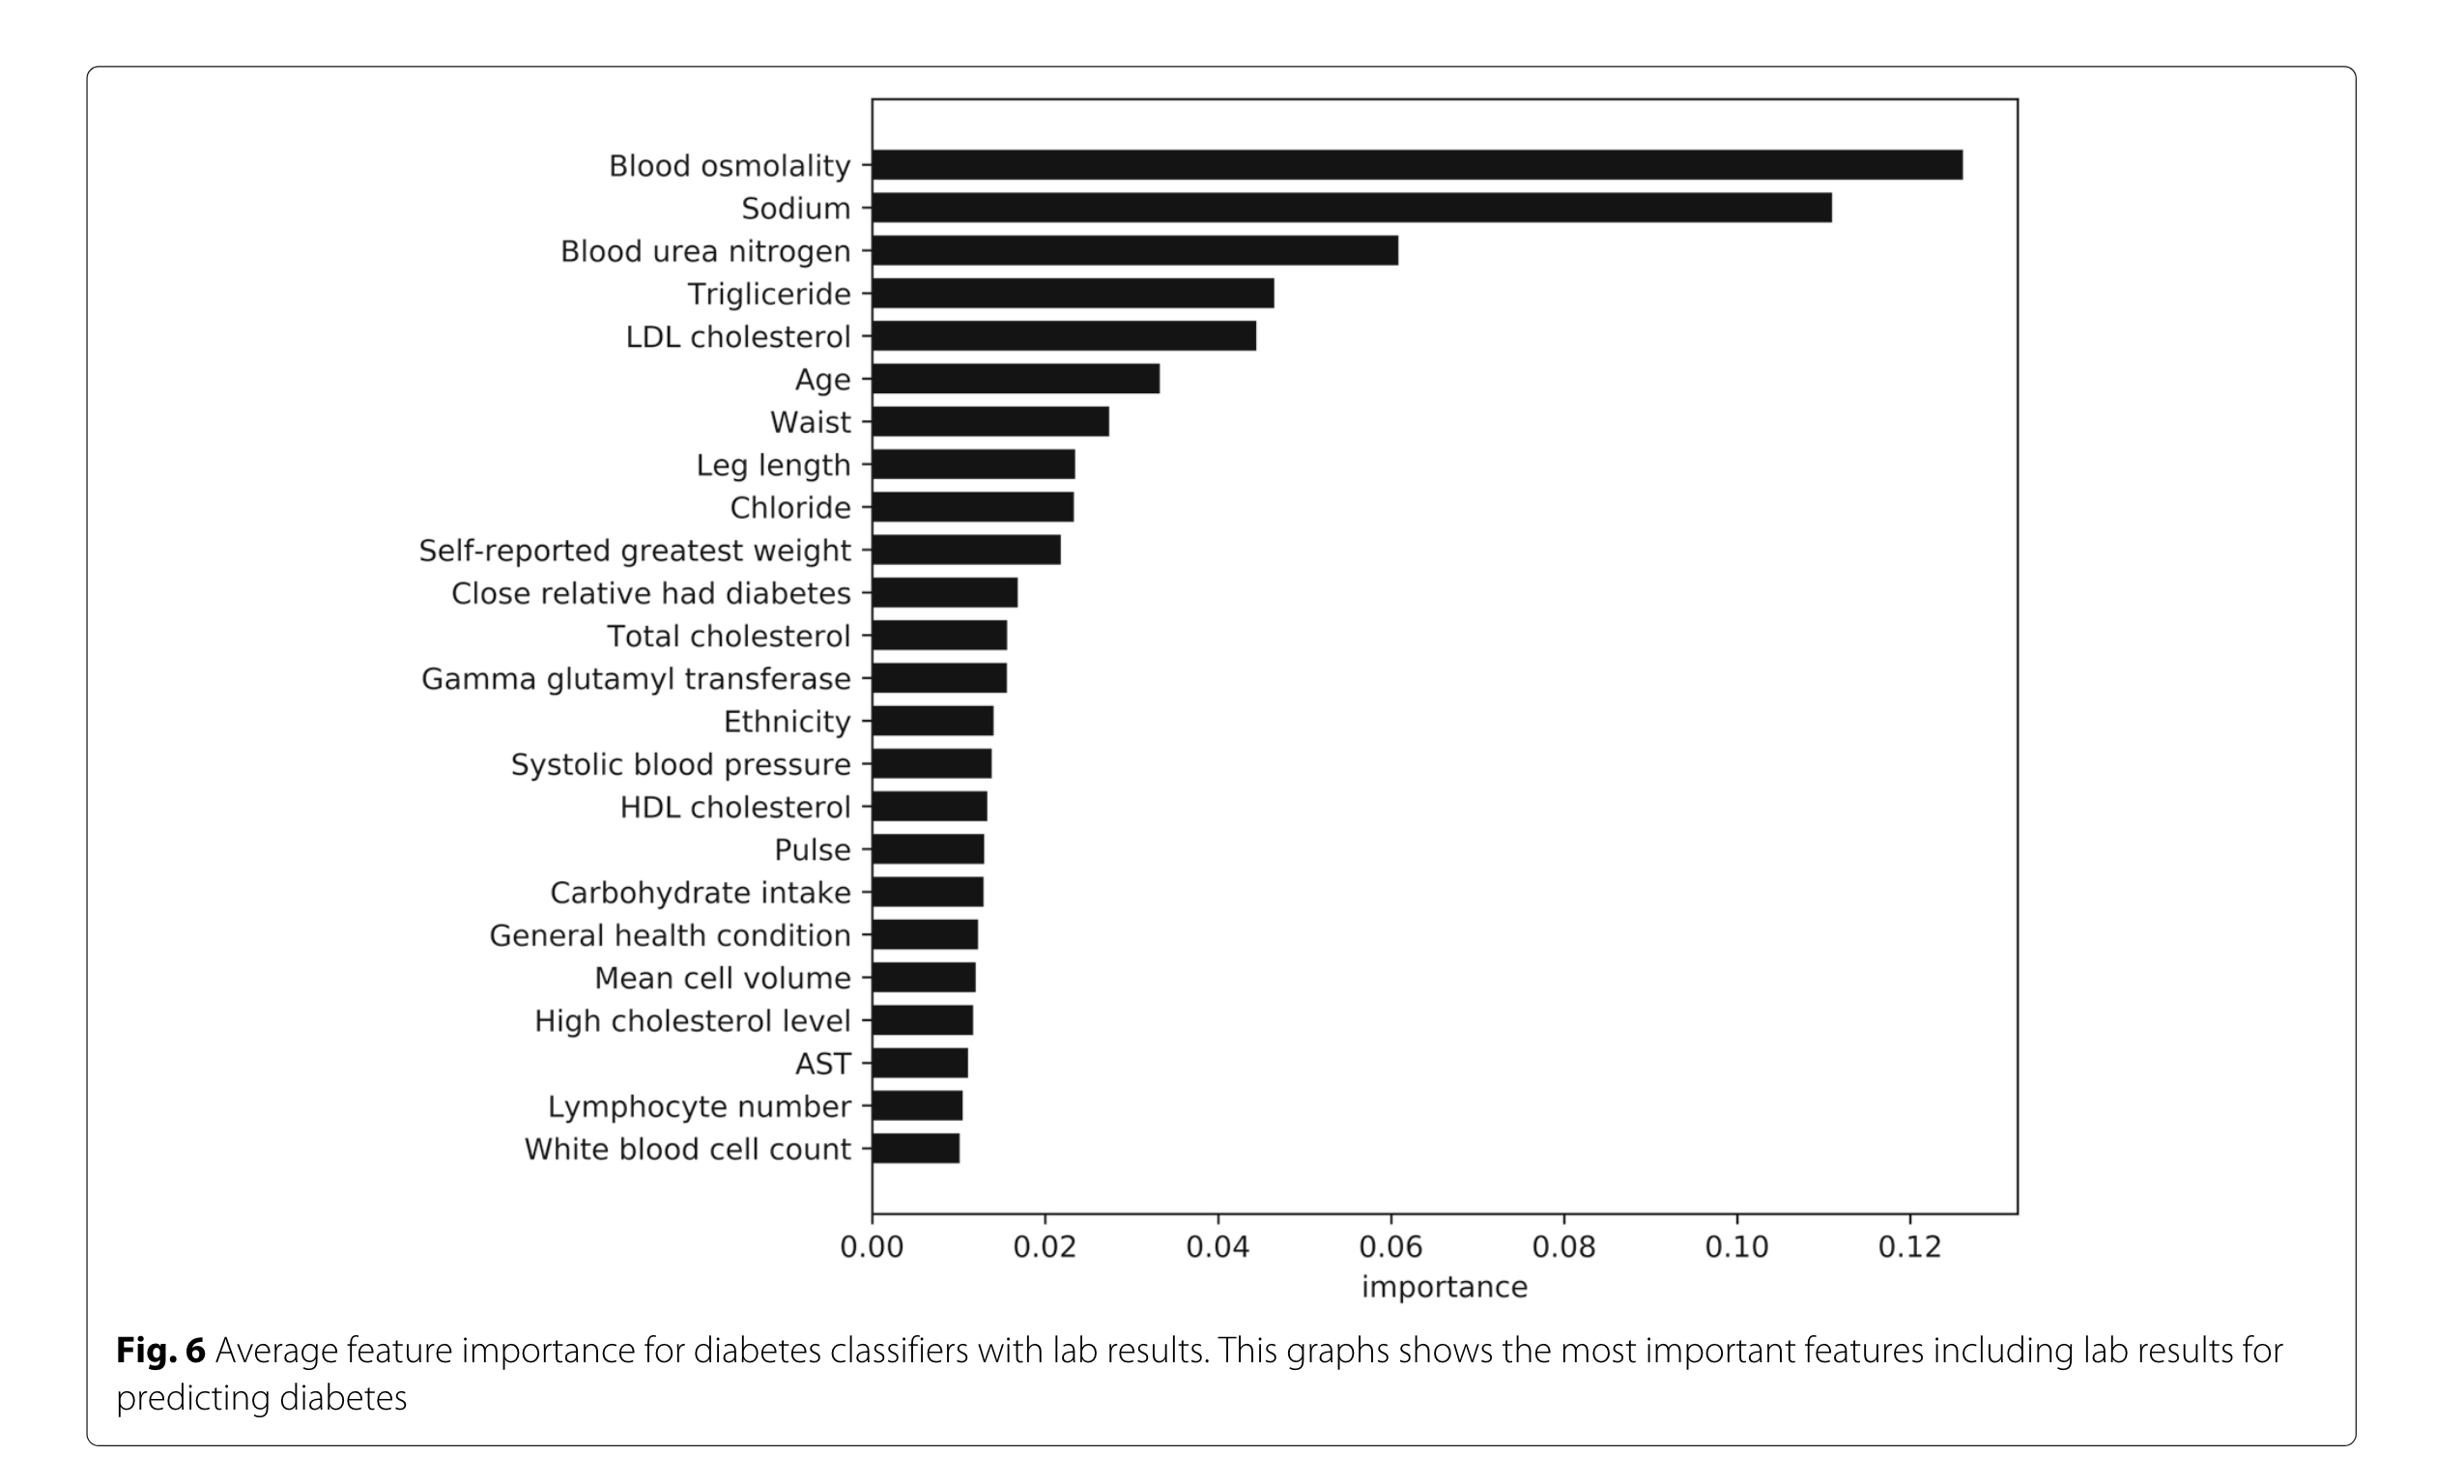 Blood osmolality
Sodium
Blood urea nitrogen
Trigliceride
LDL cholesterol
Age
Waist
Leg length
Chloride
Self-reported greatest weight
Close relative had diabetes
Total cholesterol
Gamma glutamyl transferase
Ethnicity
Systolic blood pressure
HDL cholesterol
Pulse
Carbohydrate intake
General health condition
Mean cell volume
High cholesterol level
AST
Lymphocyte number
White blood cell count
0.00 0.02 0.04 0.06 0.08 0.10 0.12
importance
Fig. 6 Average feature importance for diabetes classifiers with lab results. This graphs shows the most important features including lab results for
predicting diabetes